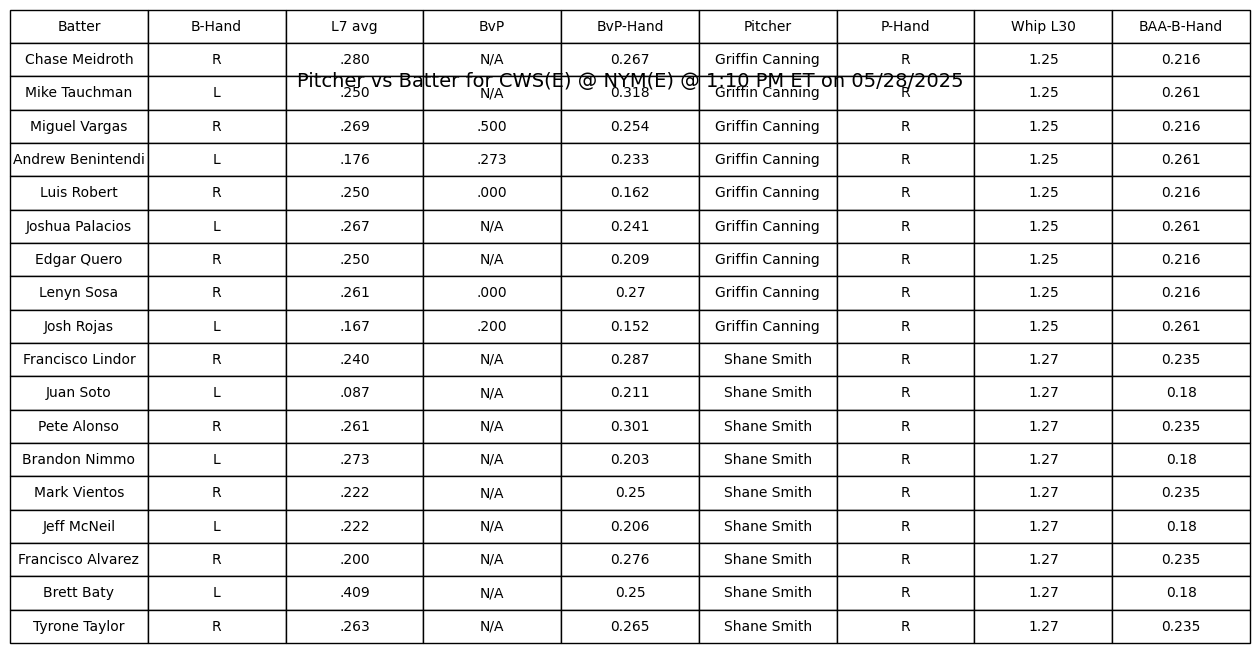 Batter B-Hand L7 avg BvP BvP-Hand Pitcher P-Hand Whip L30 BAA-B-Hand
Chase Meidroth R .280 N/A 0.267 Griffin Canning R 1.25 0.216
Pitcher vs Batter for CWS(E) @ NYM(E) @ 1:10 PM ET on 05/28/2025
Mike Tauchman L .250 N/A 0.318 Griffin Canning R 1.25 0.261
Miguel Vargas R .269 .500 0.254 Griffin Canning R 1.25 0.216
Andrew Benintendi L .176 .273 0.233 Griffin Canning R 1.25 0.261
Luis Robert R .250 .000 0.162 Griffin Canning R 1.25 0.216
Joshua Palacios L .267 N/A 0.241 Griffin Canning R 1.25 0.261
Edgar Quero R .250 N/A 0.209 Griffin Canning R 1.25 0.216
Lenyn Sosa R .261 .000 0.27 Griffin Canning R 1.25 0.216
Josh Rojas L .167 .200 0.152 Griffin Canning R 1.25 0.261
Francisco Lindor R .240 N/A 0.287 Shane Smith R 1.27 0.235
Juan Soto L .087 N/A 0.211 Shane Smith R 1.27 0.18
Pete Alonso R .261 N/A 0.301 Shane Smith R 1.27 0.235
Brandon Nimmo L .273 N/A 0.203 Shane Smith R 1.27 0.18
Mark Vientos R .222 N/A 0.25 Shane Smith R 1.27 0.235
Jeff McNeil L .222 N/A 0.206 Shane Smith R 1.27 0.18
Francisco Alvarez R .200 N/A 0.276 Shane Smith R 1.27 0.235
Brett Baty L .409 N/A 0.25 Shane Smith R 1.27 0.18
Tyrone Taylor R .263 N/A 0.265 Shane Smith R 1.27 0.235